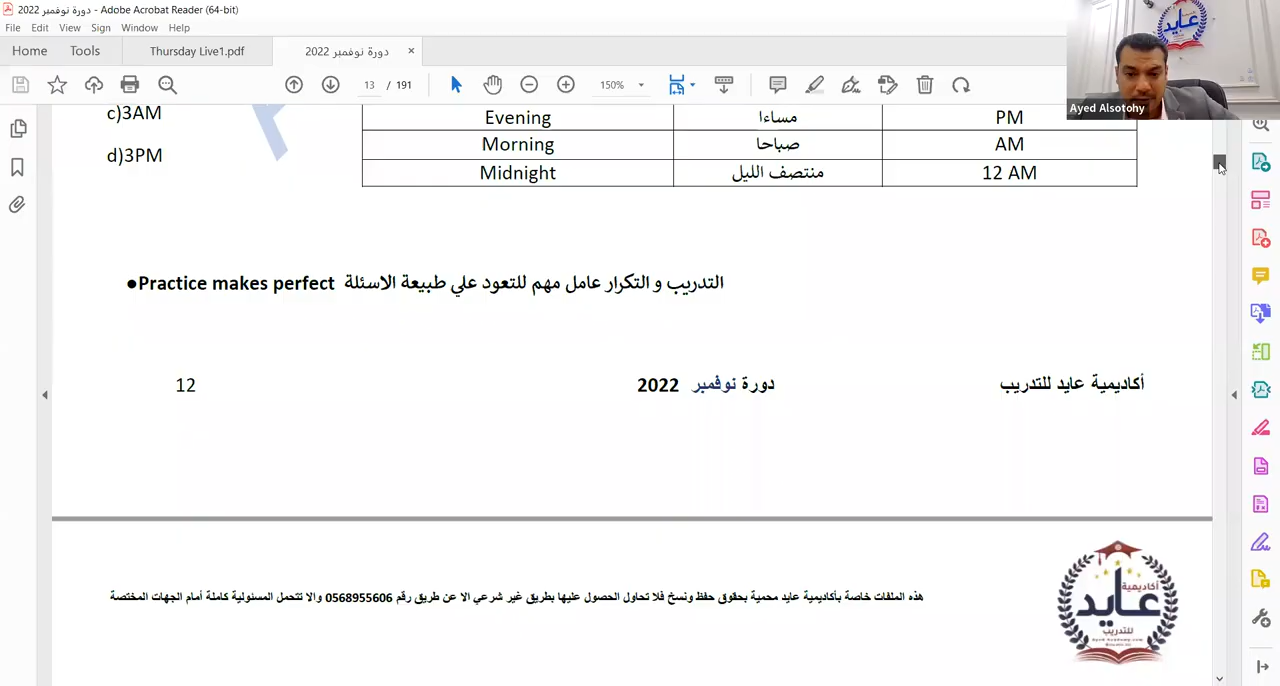 دورة نوفمبر 2022 - Adobe Acrobat Reader (64-bit)
File Edit View Sign Window Help
Home Tools Thursday Live1.pdf دورة نوفمبر 2022 ×
13 / 191 150%
Ayed Alsotohy
عايد
c)3AM
d)3PM
Evening مساءا PM
Morning صباحا AM
Midnight منتصف الليل 12 AM
●Practice makes perfect التدريب و التكرار عامل مهم للتعود علي طبيعة الاسئلة
12 دورة نوفمبر 2022 أكاديمية عايد للتدريب
هذه الملفات خاصة بأكاديمية عايد محمية بحقوق حفظ ونسخ فلا تحاول الحصول عليها بطريق غير شرعي الا عن طريق رقم 0568955606 والا تتحمل المسئولية كاملة أمام الجهات المختصة
أكاديمية
عايد
للتدريب